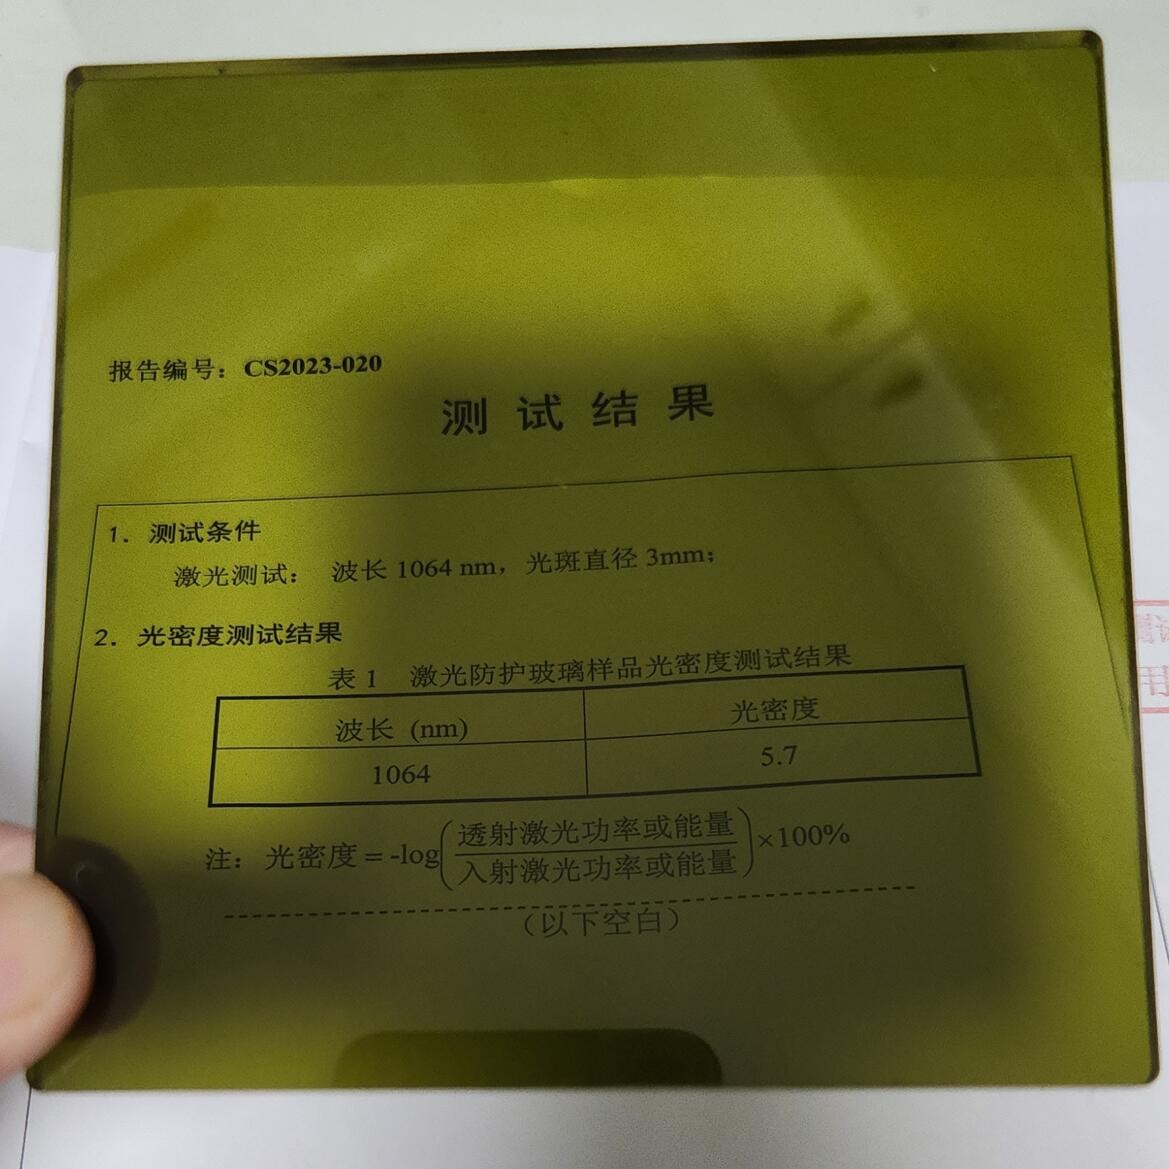 报告编号：CS2023-020
测 试 结 果
1. 测试条件
激光测试： 波长 1064 nm，光斑直径 3mm；
2. 光密度测试结果
表 1 激光防护玻璃样品光密度测试结果
波长 (nm) 光密度
1064 5.7
注：光密度 = -log(透射激光功率或能量/入射激光功率或能量)×100%
（以下空白）